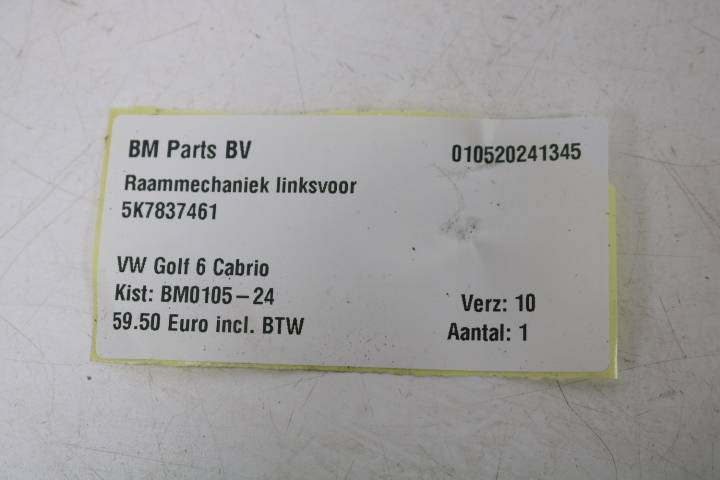 BM Parts BV 010520241345
Raammechaniek linksvoor
5K7837461
VW Golf 6 Cabrio
Kist: BM0105-24 Verz: 10
59.50 Euro incl. BTW Aantal: 1